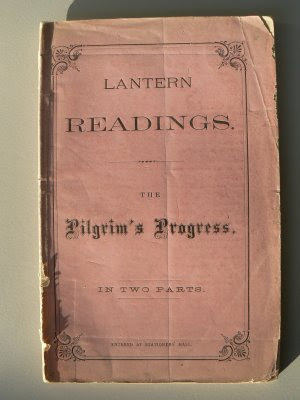 LANTERN
READINGS.
THE
Pilgrim's Progress.
IN TWO PARTS.
ENTERED AT STATIONERS' HALL.